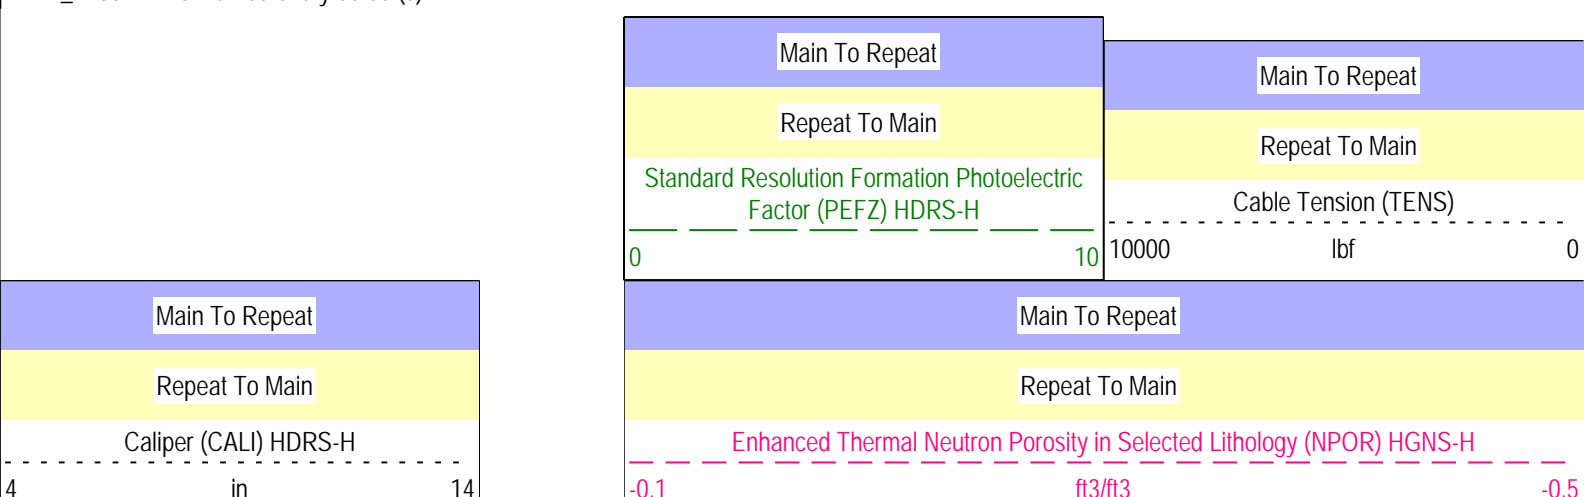 Main To Repeat
Repeat To Main
Standard Resolution Formation Photoelectric
Factor (PEFZ) HDRS-H
0 10
Main To Repeat
Repeat To Main
Cable Tension (TENS)
10000 lbf 0
Main To Repeat
Repeat To Main
Caliper (CALI) HDRS-H
4 in 14
Main To Repeat
Repeat To Main
Enhanced Thermal Neutron Porosity in Selected Lithology (NPOR) HGNS-H
-0.1 ft3/ft3 -0.5